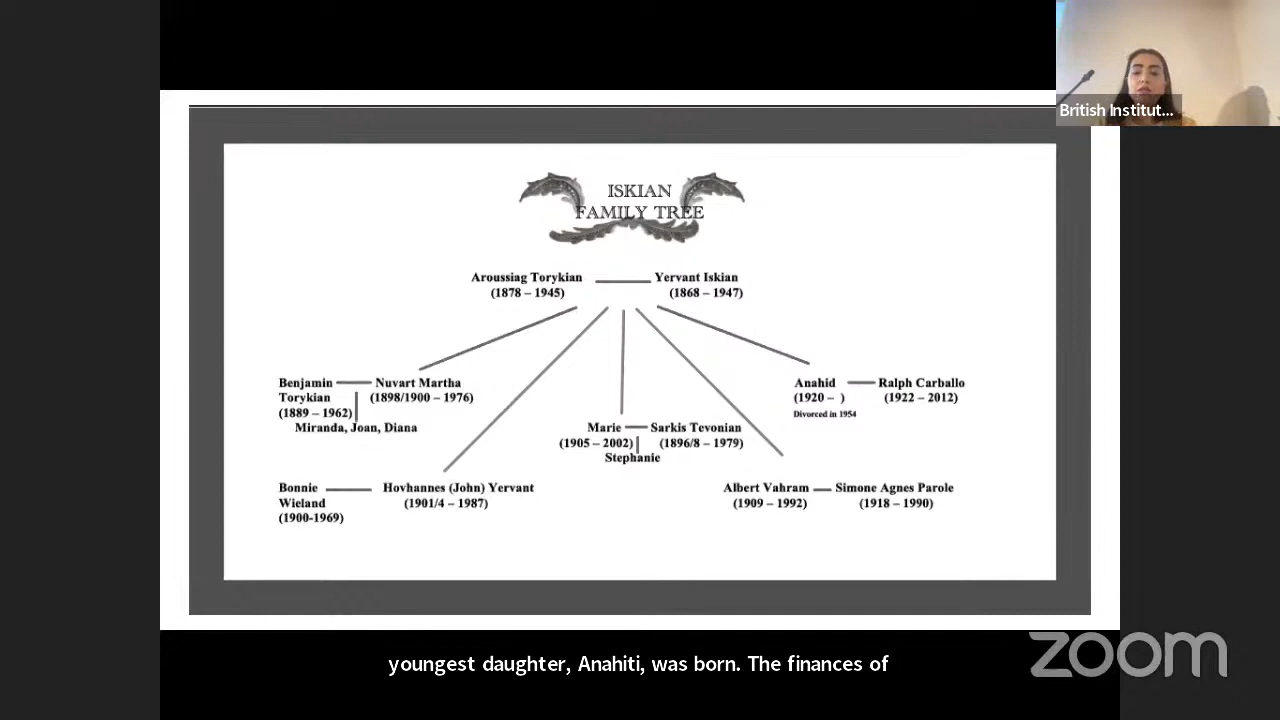 British Institut...
ISKIAN
FAMILY TREE
Aroussiag Torykian
(1878 – 1945)
Yervant Iskian
(1868 – 1947)
Benjamin
Torykian
(1889 – 1962)
Nuvart Martha
(1898/1900 – 1976)
Miranda, Joan, Diana
Marie
(1905 – 2002)
Sarkis Tevonian
(1896/8 – 1979)
Stephanie
Anahid
(1920 – )
Divorced in 1954
Ralph Carballo
(1922 – 2012)
Bonnie
Wieland
(1900-1969)
Hovhannes (John) Yervant
(1901/4 – 1987)
Albert Vahram
(1909 – 1992)
Simone Agnes Parole
(1918 – 1990)
youngest daughter, Anahiti, was born. The finances of
zoom